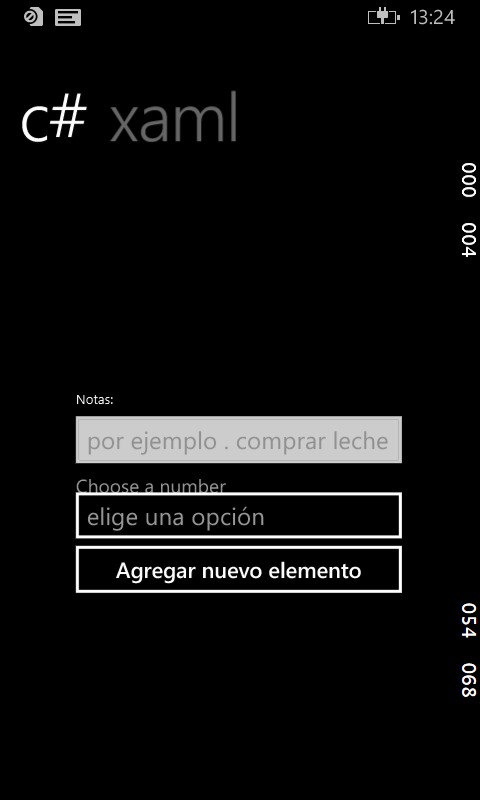 13:24
c# xaml
000
004
Notas:
por ejemplo . comprar leche
Choose a number
elige una opción
Agregar nuevo elemento
054
068